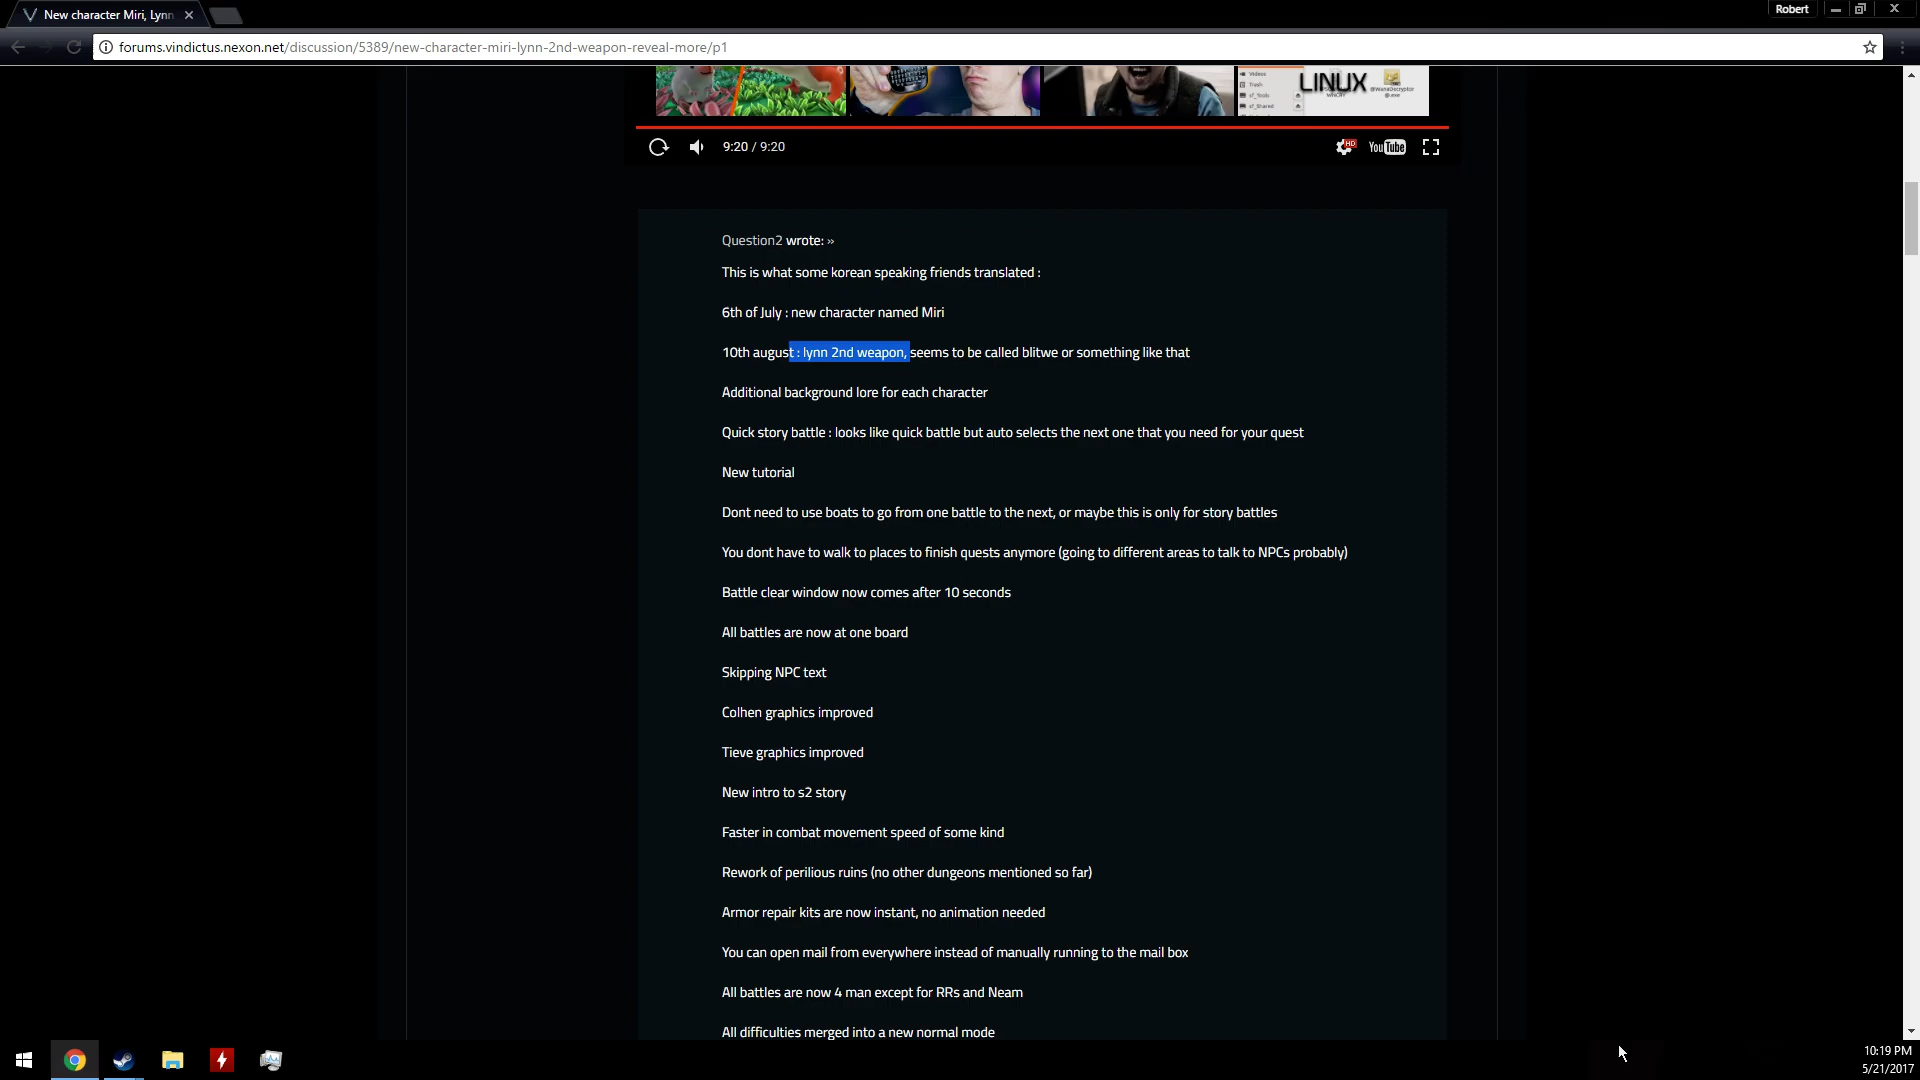 New character Miri, Lynn
Robert
forums.vindictus.nexon.net/discussion/5389/new-character-miri-lynn-2nd-weapon-reveal-more/p1
Videos
Trash
sf_Tools
sf_Shared
LINUX
9:20 / 9:20
HD
YouTube
Question2 wrote: »
This is what some korean speaking friends translated :
6th of July : new character named Miri
10th august : lynn 2nd weapon, seems to be called blitwe or something like that
Additional background lore for each character
Quick story battle : looks like quick battle but auto selects the next one that you need for your quest
New tutorial
Dont need to use boats to go from one battle to the next, or maybe this is only for story battles
You dont have to walk to places to finish quests anymore (going to different areas to talk to NPCs probably)
Battle clear window now comes after 10 seconds
All battles are now at one board
Skipping NPC text
Colhen graphics improved
Tieve graphics improved
New intro to s2 story
Faster in combat movement speed of some kind
Rework of perilious ruins (no other dungeons mentioned so far)
Armor repair kits are now instant, no animation needed
You can open mail from everywhere instead of manually running to the mail box
All battles are now 4 man except for RRs and Neam
All difficulties merged into a new normal mode
10:19 PM
5/21/2017